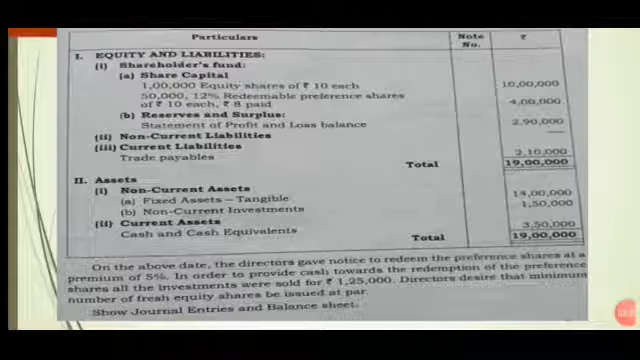 Particulars Note No. ₹
I. EQUITY AND LIABILITIES:
(i) Shareholder's fund:
(a) Share Capital
1,00,000 Equity shares of ₹ 10 each 10,00,000
50,000, 12% Redeemable preference shares
of ₹ 10 each, ₹ 8 paid 4,00,000
(b) Reserves and Surplus:
Statement of Profit and Loss balance 2,90,000
(ii) Non-Current Liabilities —
(iii) Current Liabilities
Trade payables 2,10,000
Total 19,00,000
II. Assets
(i) Non-Current Assets
(a) Fixed Assets – Tangible 14,00,000
(b) Non-Current Investments 1,50,000
(ii) Current Assets
Cash and Cash Equivalents 3,50,000
Total 19,00,000
On the above date, the directors gave notice to redeem the preference shares at a
premium of 5%. In order to provide cash towards the redemption of the preference
shares all the investments were sold for ₹ 1,25,000. Directors desire that minimum
number of fresh equity shares be issued at par.
Show Journal Entries and Balance sheet.